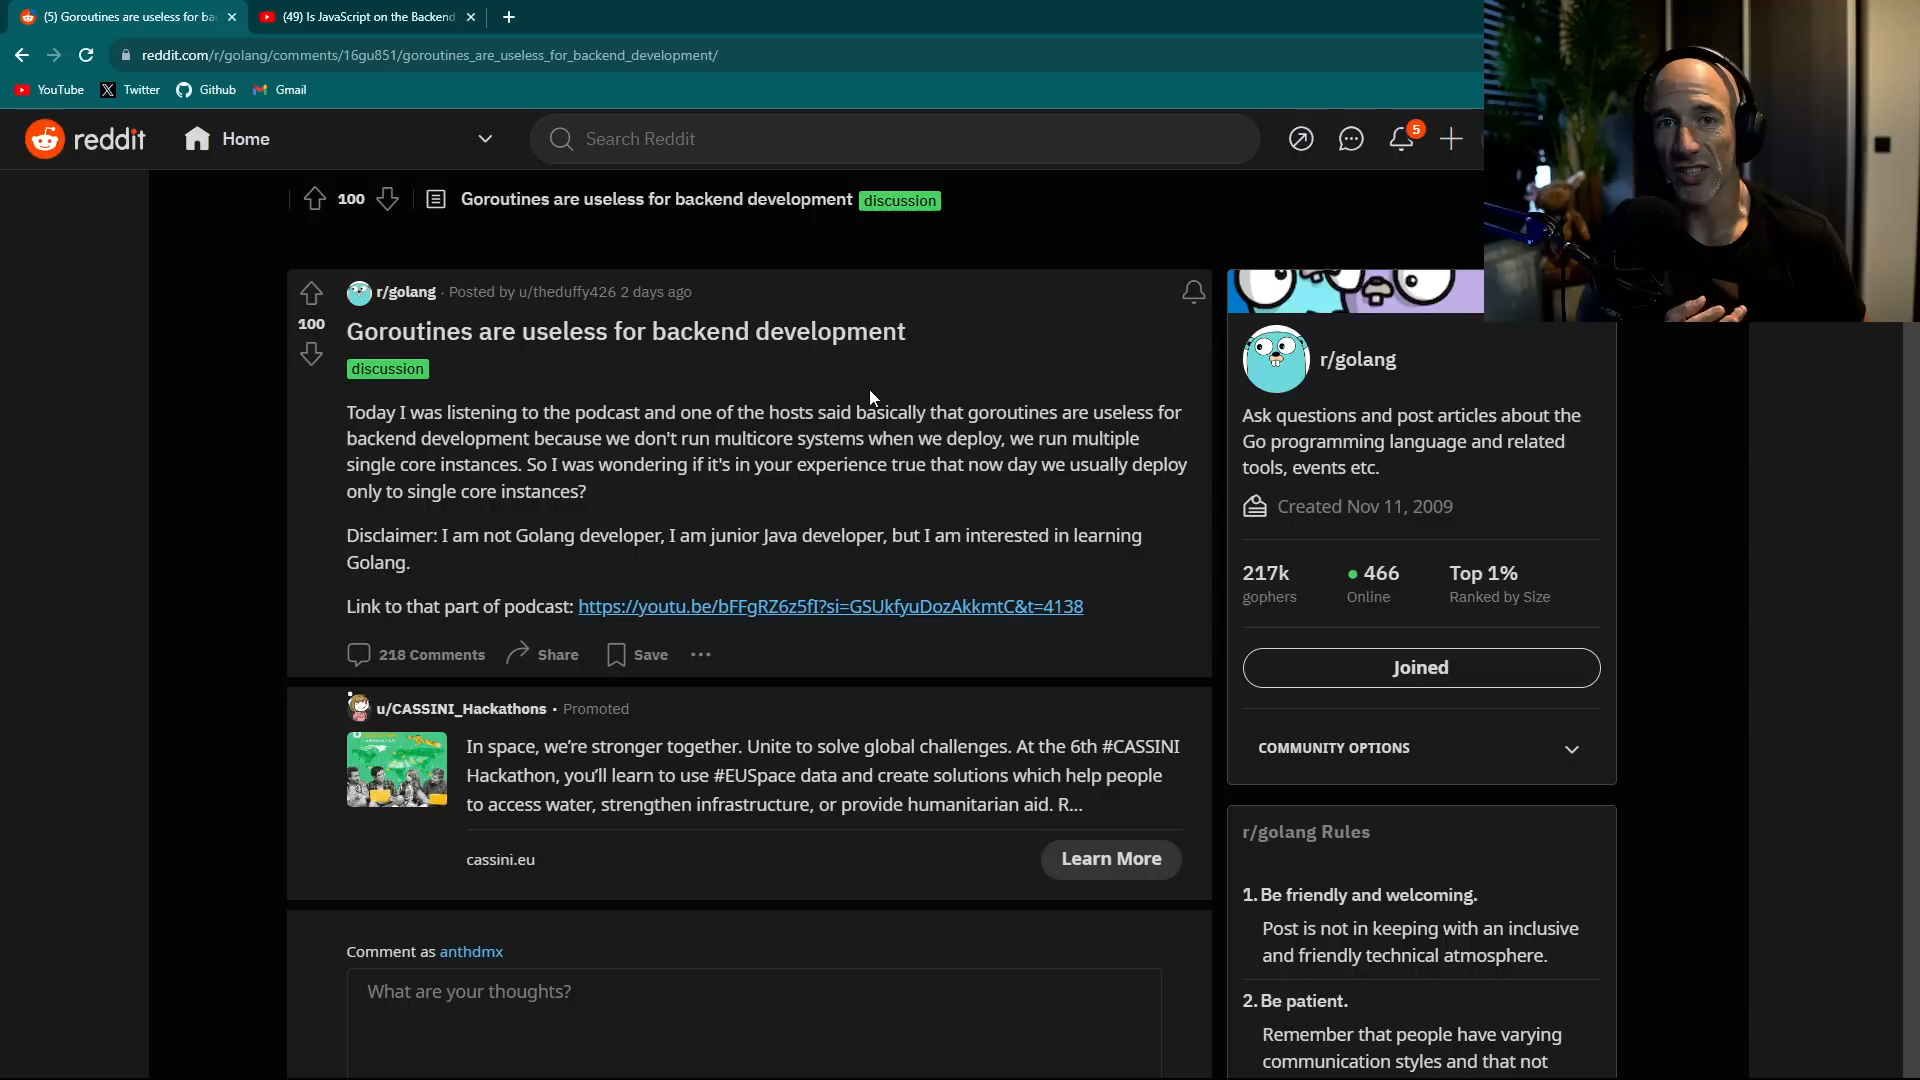 (5) Goroutines are useless for bac
(49) Is JavaScript on the Backend
reddit.com/r/golang/comments/16gu851/goroutines_are_useless_for_backend_development/
YouTube
Twitter
Github
Gmail
reddit
Home
Search Reddit
5
100
Goroutines are useless for backend development
discussion
r/golang · Posted by u/theduffy426 2 days ago
100
Goroutines are useless for backend development
discussion
Today I was listening to the podcast and one of the hosts said basically that goroutines are useless for
backend development because we don't run multicore systems when we deploy, we run multiple
single core instances. So I was wondering if it's in your experience true that now day we usually deploy
only to single core instances?
Disclaimer: I am not Golang developer, I am junior Java developer, but I am interested in learning
Golang.
Link to that part of podcast: https://youtu.be/bFFgRZ6z5fI?si=GSUkfyuDozAkkmtC&t=4138
218 Comments
Share
Save
u/CASSINI_Hackathons • Promoted
In space, we’re stronger together. Unite to solve global challenges. At the 6th #CASSINI
Hackathon, you’ll learn to use #EUSpace data and create solutions which help people
to access water, strengthen infrastructure, or provide humanitarian aid. R...
cassini.eu
Learn More
Comment as anthdmx
What are your thoughts?
r/golang
Ask questions and post articles about the
Go programming language and related
tools, events etc.
Created Nov 11, 2009
217k
gophers
466
Online
Top 1%
Ranked by Size
Joined
COMMUNITY OPTIONS
r/golang Rules
1. Be friendly and welcoming.
Post is not in keeping with an inclusive
and friendly technical atmosphere.
2. Be patient.
Remember that people have varying
communication styles and that not